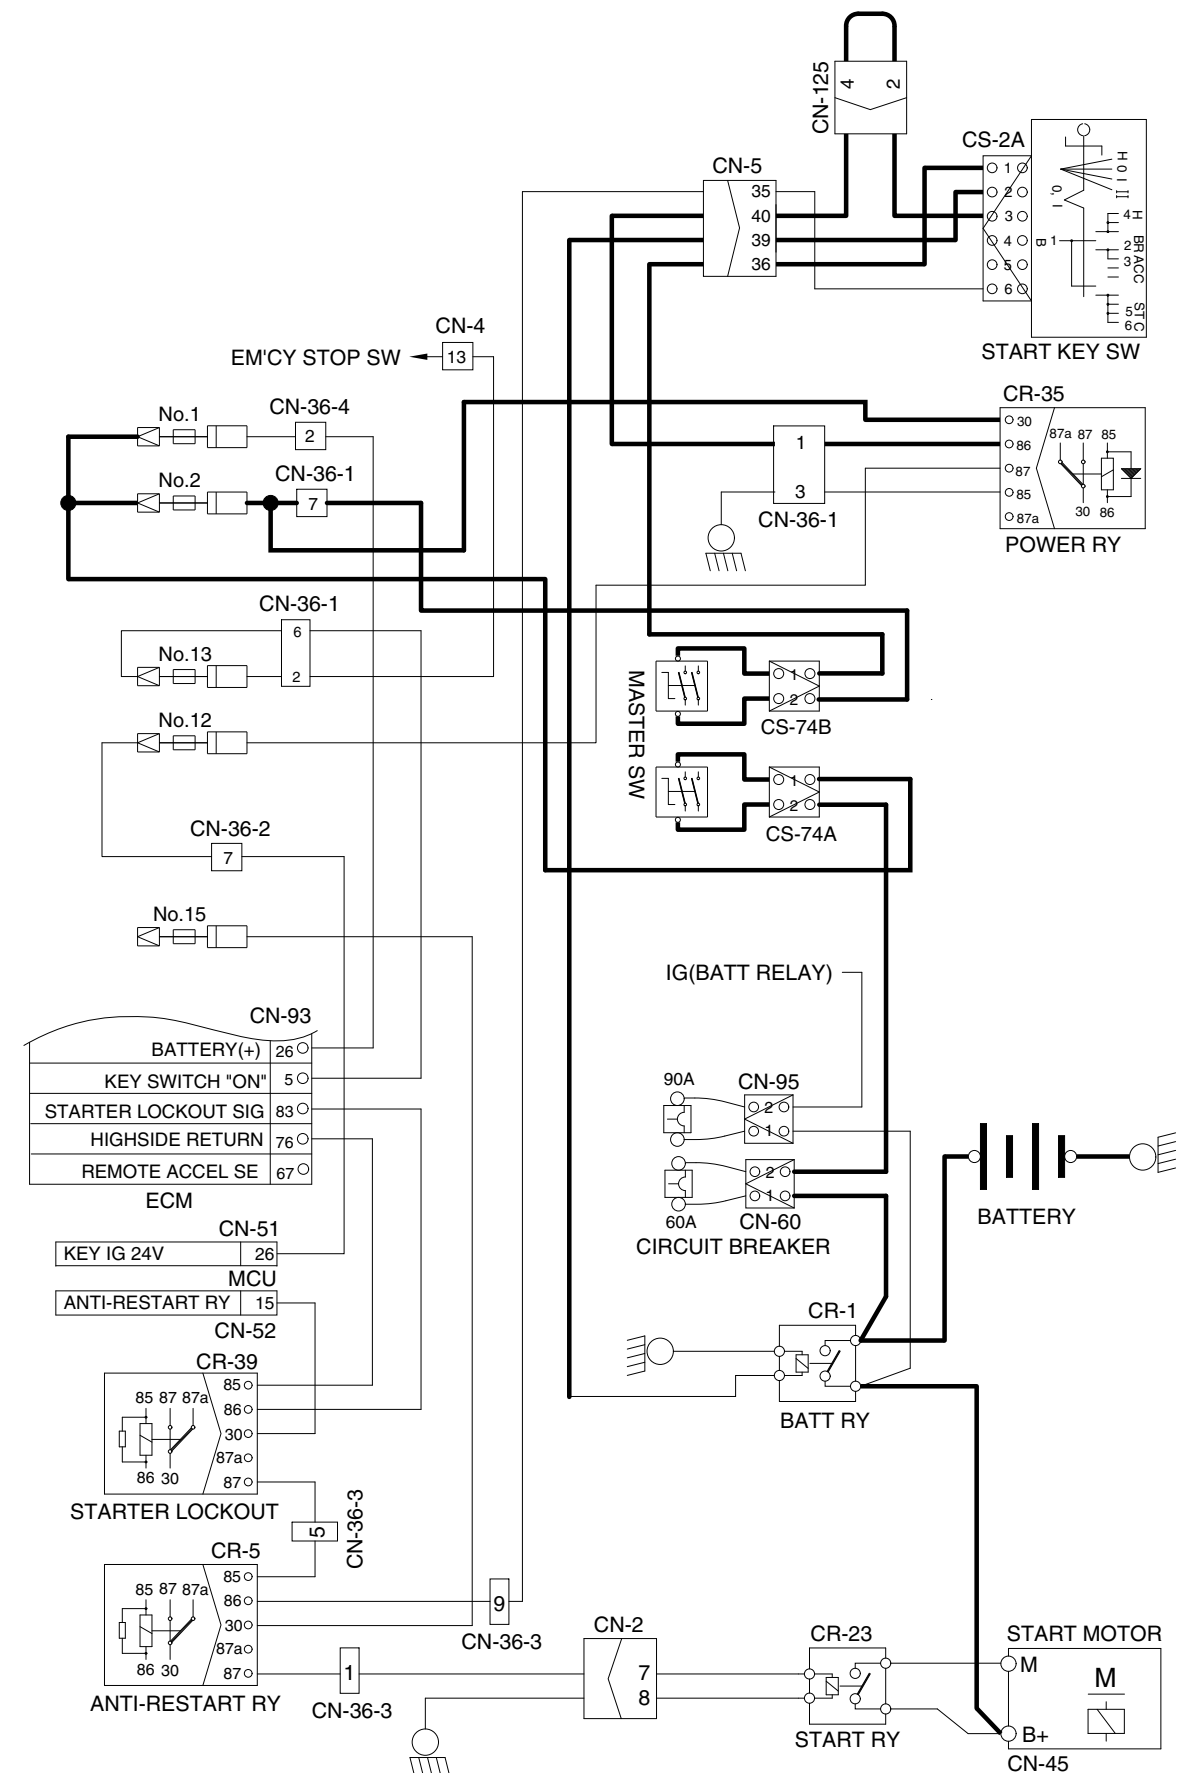 CN-125
4 2
CS-2A
CN-5
35
40
39
36
1
2
3
4
5
6
H 0 I II
0, I
B 1
4 H
2 BR
3 ACC
5 ST
6 C
START KEY SW
CN-4
13
EM'CY STOP SW
CR-35
30
86
87
85
87a
87a 87 85
30 86
POWER RY
No.1
CN-36-4
2
No.2
CN-36-1
7
1
3
CN-36-1
CN-36-1
6
2
No.13
No.12
MASTER SW
1
2
CS-74B
1
2
CS-74A
CN-36-2
7
No.15
IG(BATT RELAY)
CN-93
BATTERY(+) 26
KEY SWITCH "ON" 5
STARTER LOCKOUT SIG 83
HIGHSIDE RETURN 76
REMOTE ACCEL SE 67
ECM
90A
CN-95
2
1
2
1
60A
CN-60
CIRCUIT BREAKER
BATTERY
CN-51
KEY IG 24V 26
MCU
ANTI-RESTART RY 15
CN-52
CR-1
BATT RY
CR-39
85
86
30
87a
87
85 87 87a
86 30
STARTER LOCKOUT
5
CN-36-3
CR-5
85
86
30
87a
87
85 87 87a
86 30
ANTI-RESTART RY
9
CN-36-3
1
CN-36-3
CN-2
7
8
CR-23
START RY
START MOTOR
M
M
B+
CN-45